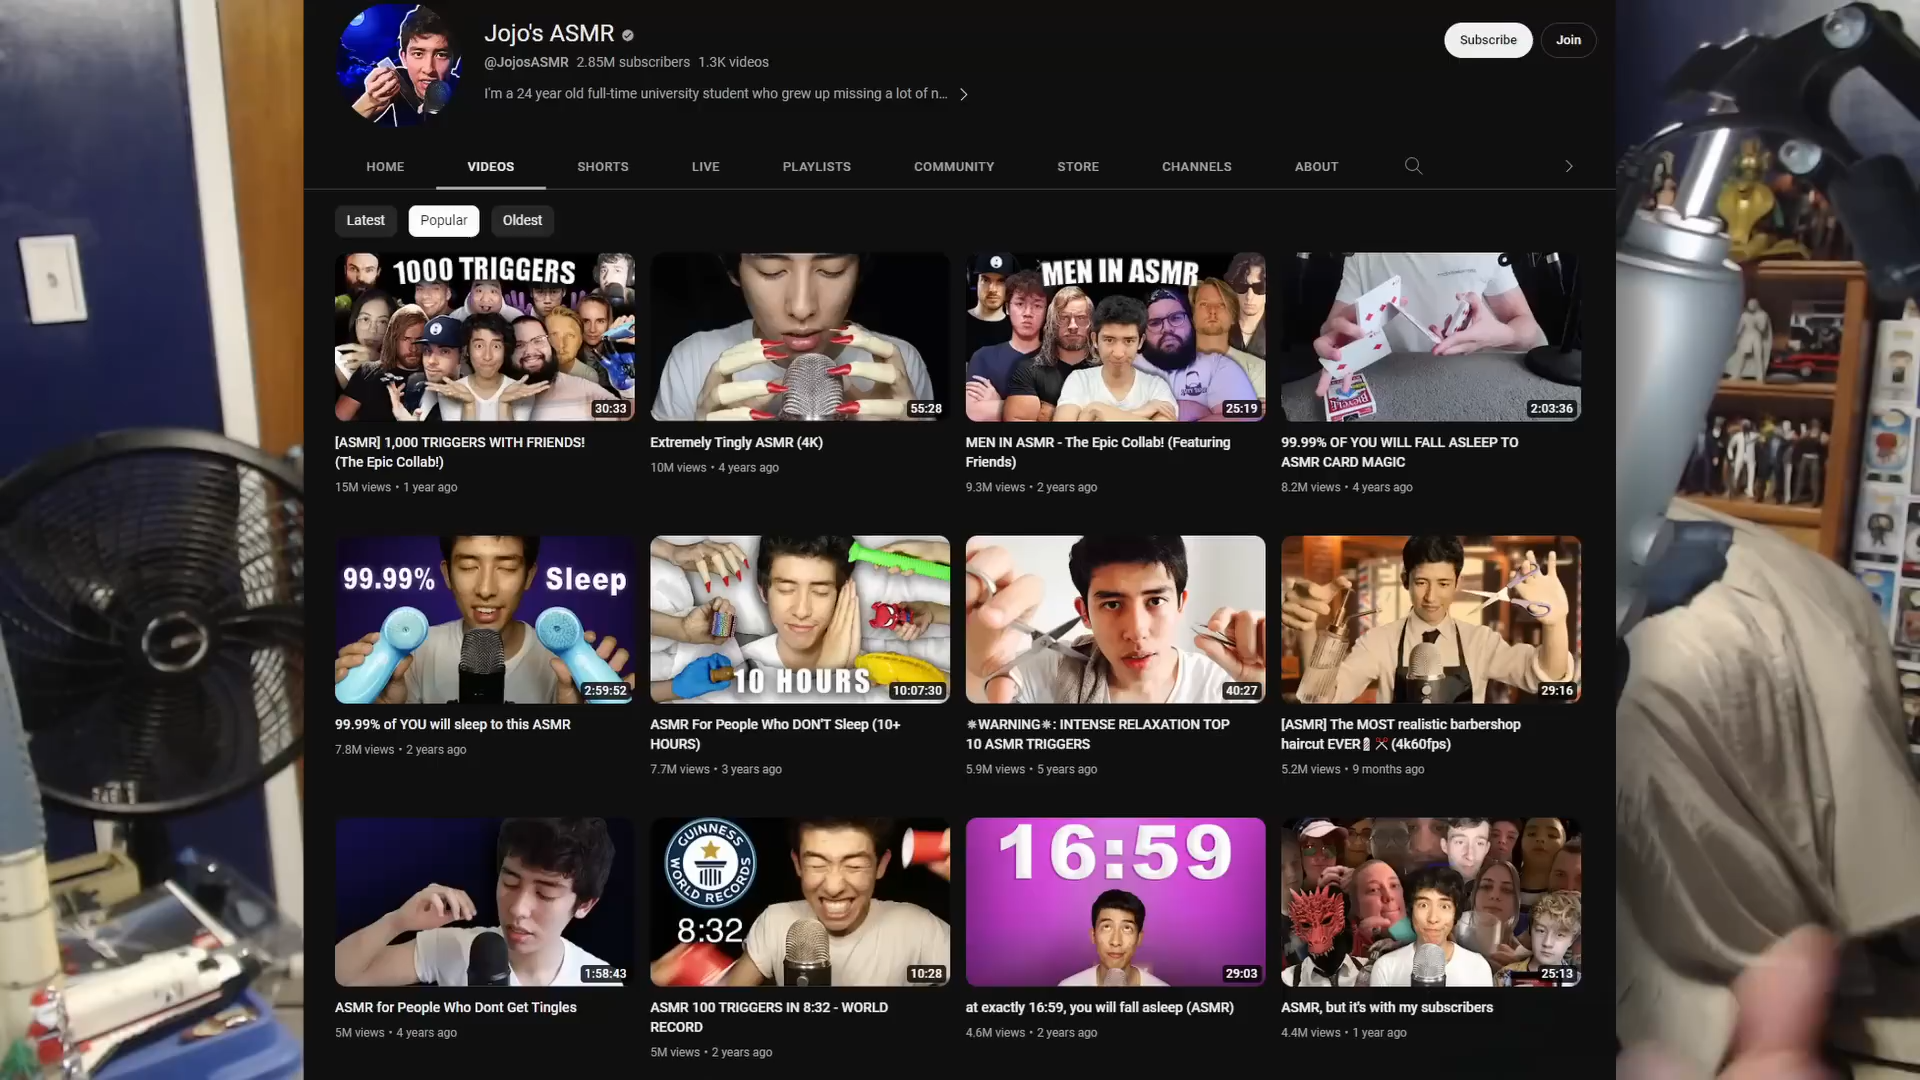 Jojo's ASMR
@JojosASMR 2.85M subscribers 1.3K videos
I'm a 24 year old full-time university student who grew up missing a lot of n...
Subscribe
Join
HOME
VIDEOS
SHORTS
LIVE
PLAYLISTS
COMMUNITY
STORE
CHANNELS
ABOUT
Latest
Popular
Oldest
1000 TRIGGERS
30:33
[ASMR] 1,000 TRIGGERS WITH FRIENDS!
(The Epic Collab!)
15M views • 1 year ago
55:28
Extremely Tingly ASMR (4K)
10M views • 4 years ago
MEN IN ASMR
25:19
MEN IN ASMR - The Epic Collab! (Featuring
Friends)
9.3M views • 2 years ago
BICYCLE
2:03:36
99.99% OF YOU WILL FALL ASLEEP TO
ASMR CARD MAGIC
8.2M views • 4 years ago
99.99% Sleep
2:59:52
99.99% of YOU will sleep to this ASMR
7.8M views • 2 years ago
10 HOURS
10:07:30
ASMR For People Who DON'T Sleep (10+
HOURS)
7.7M views • 3 years ago
40:27
✵WARNING✵: INTENSE RELAXATION TOP
10 ASMR TRIGGERS
5.9M views • 5 years ago
29:16
[ASMR] The MOST realistic barbershop
haircut EVER💈✂️(4k60fps)
5.2M views • 9 months ago
1:58:43
ASMR for People Who Dont Get Tingles
5M views • 4 years ago
GUINNESS
WORLD RECORDS
8:32
10:28
ASMR 100 TRIGGERS IN 8:32 - WORLD
RECORD
5M views • 2 years ago
16:59
29:03
at exactly 16:59, you will fall asleep (ASMR)
4.6M views • 2 years ago
25:13
ASMR, but it's with my subscribers
4.4M views • 1 year ago